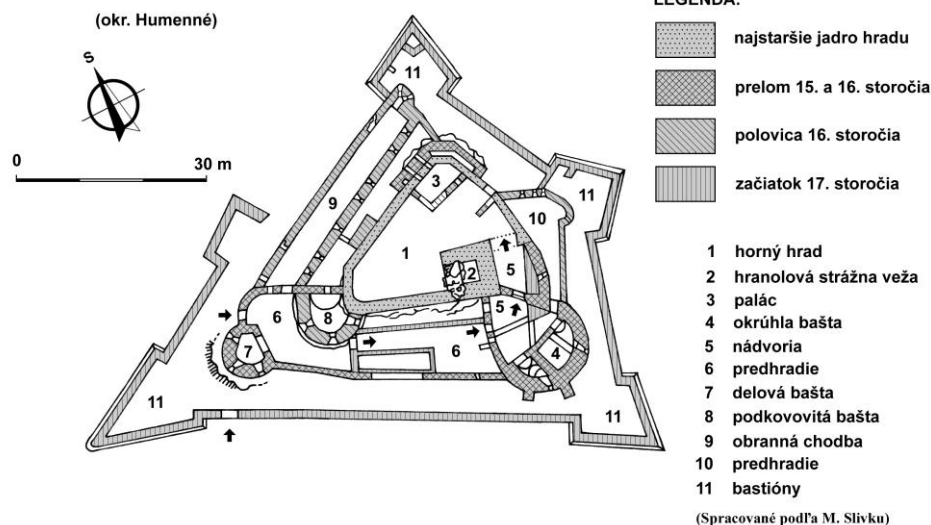 (okr. Humenné)
S
0 30 m
LEGENDA:
najstaršie jadro hradu
prelom 15. a 16. storočia
polovica 16. storočia
začiatok 17. storočia
1 horný hrad
2 hranolová strážna veža
3 palác
4 okrúhla bašta
5 nádvoria
6 predhradie
7 delová bašta
8 podkovovitá bašta
9 obranná chodba
10 predhradie
11 bastióny
(Spracované podľa M. Slivku)
11
3
11
9
10
1
2
5
5
6
8
6
4
7
11
11